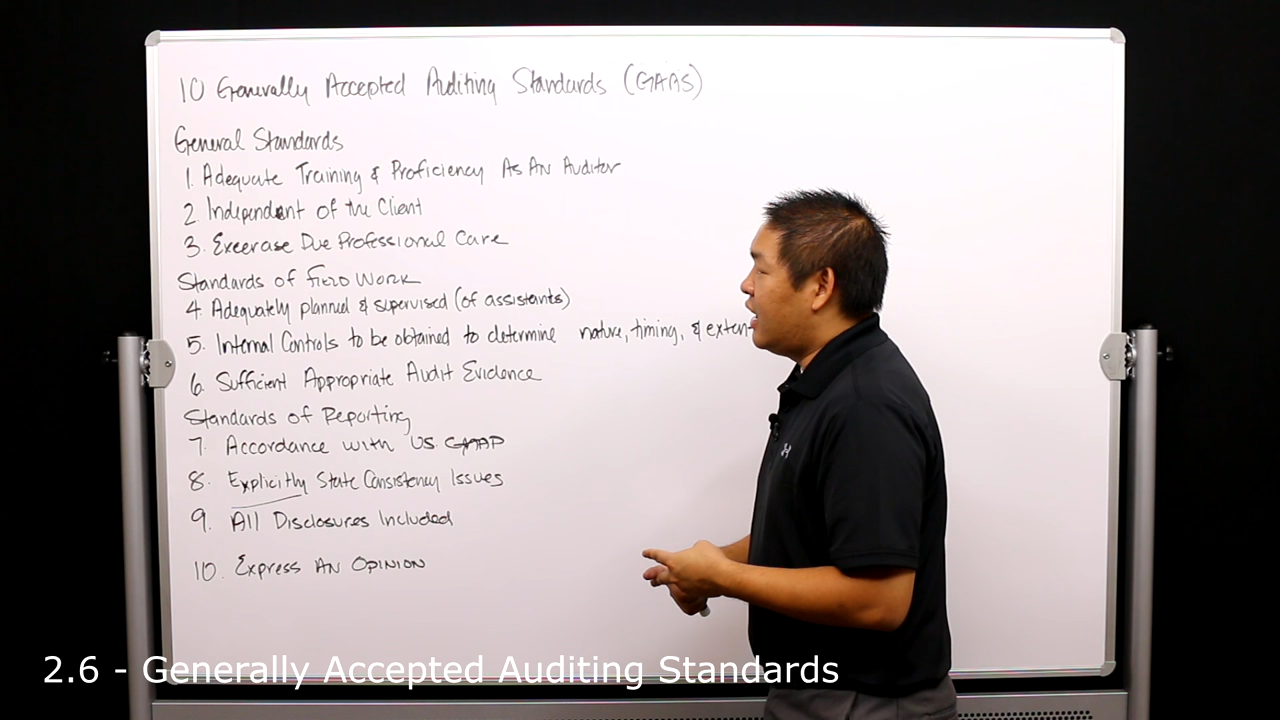 10 Generally Accepted Auditing Standards (GAAS)
General Standards
1. Adequate Training & Proficiency As An Auditor
2. Independent of the Client
3. Excerase Due Professional Care
Standards of Field Work
4. Adequately planned & supervised (of assistants)
5. Internal Controls to be obtained to determine nature, timing, & exten
6. Sufficient Appropriate Audit Evidence
Standards of Reporting
7. Accordance with US GAAP
8. Explicitly State Consistency Issues
9. All Disclosures Included
10. Express An Opinion
2.6 - Generally Accepted Auditing Standards